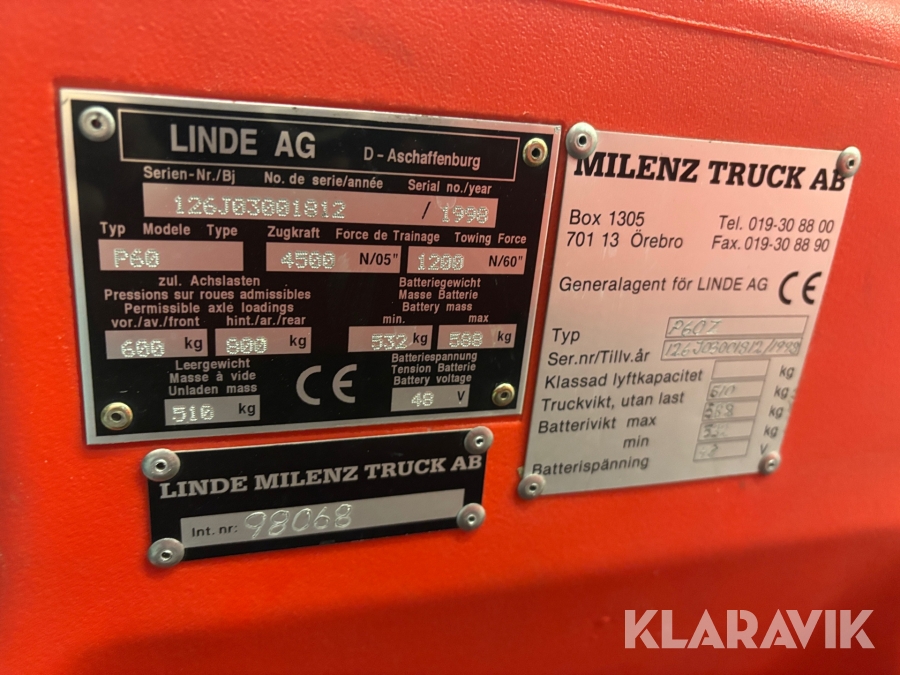 LINDE AG D - Aschaffenburg
Serien-Nr./Bj No. de serie/année Serial no./year
126J03001812 / 1998
Typ Modele Type Zugkraft Force de Trainage Towing Force
P60 4500 N/05" 1200 N/60"
zul. Achslasten
Pressions sur roues admissibles
Permissible axle loadings
vor./av./front hint./ar./rear
600 kg 800 kg
Batteriegewicht
Masse Batterie
Battery mass
min. max
532 kg 588 kg
Leergewicht
Masse à vide
Unladen mass
510 kg
CE
Batteriespannung
Tension Batterie
Battery voltage
48 V
LINDE MILENZ TRUCK AB
Int. nr: 98068
MILENZ TRUCK AB
Box 1305 Tel. 019-30 88 00
701 13 Örebro Fax. 019-30 88 90
Generalagent för LINDE AG CE
Typ P60Z
Ser.nr/Tillv.år 126J03001812/1998
Klassad lyftkapacitet kg
Truckvikt, utan last kg
Batterivikt max 588 kg
min 532 kg
Batterispänning V
KLARAVIK